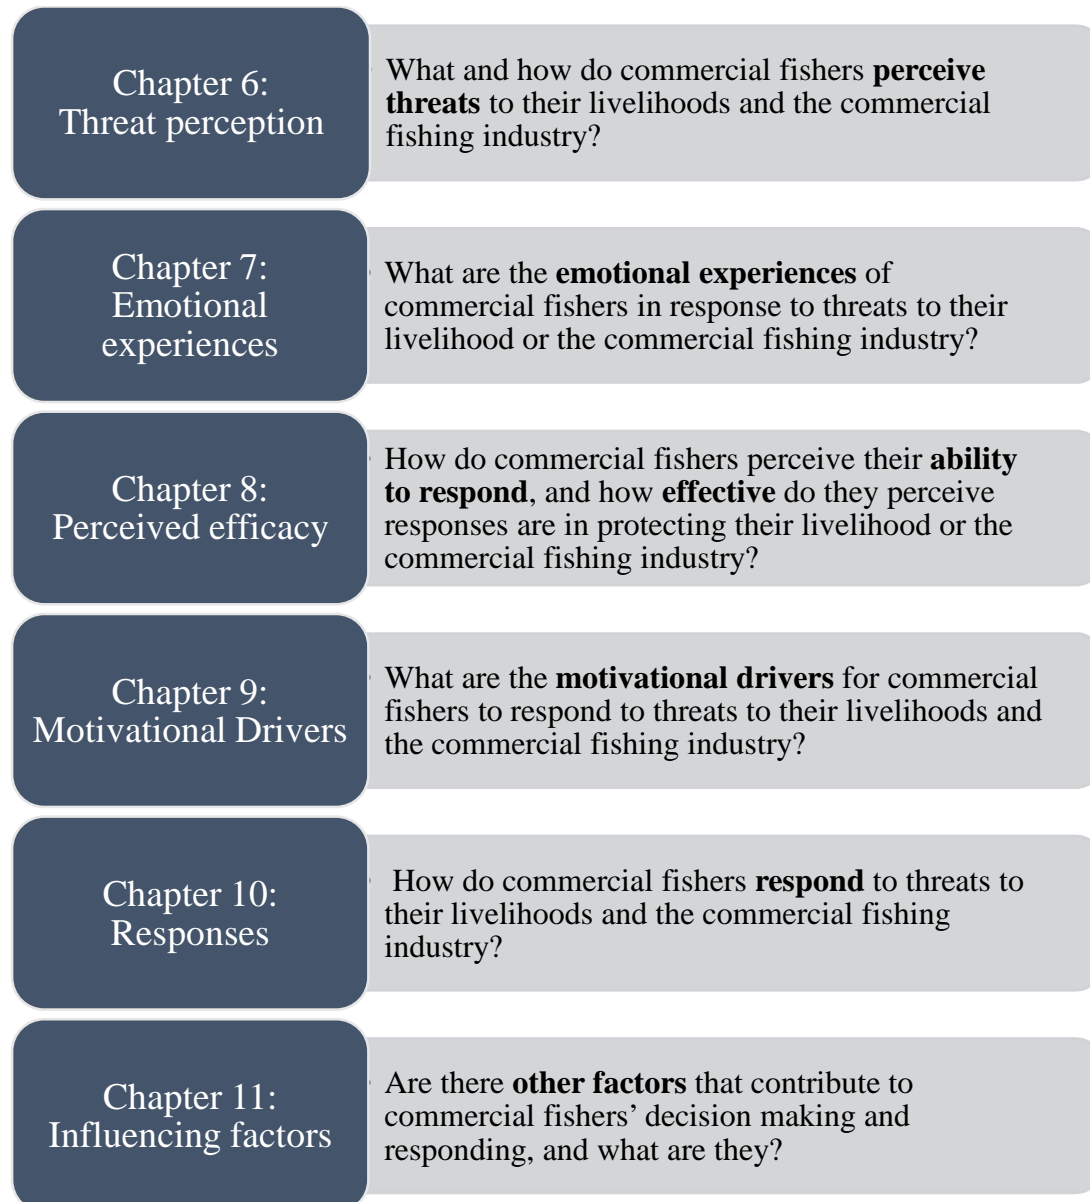 Chapter 6:
Threat perception
What and how do commercial fishers perceive
threats to their livelihoods and the commercial
fishing industry?
Chapter 7:
Emotional
experiences
What are the emotional experiences of
commercial fishers in response to threats to their
livelihood or the commercial fishing industry?
Chapter 8:
Perceived efficacy
How do commercial fishers perceive their ability
to respond, and how effective do they perceive
responses are in protecting their livelihood or the
commercial fishing industry?
Chapter 9:
Motivational Drivers
What are the motivational drivers for commercial
fishers to respond to threats to their livelihoods and
the commercial fishing industry?
Chapter 10:
Responses
How do commercial fishers respond to threats to
their livelihoods and the commercial fishing
industry?
Chapter 11:
Influencing factors
Are there other factors that contribute to
commercial fishers’ decision making and
responding, and what are they?